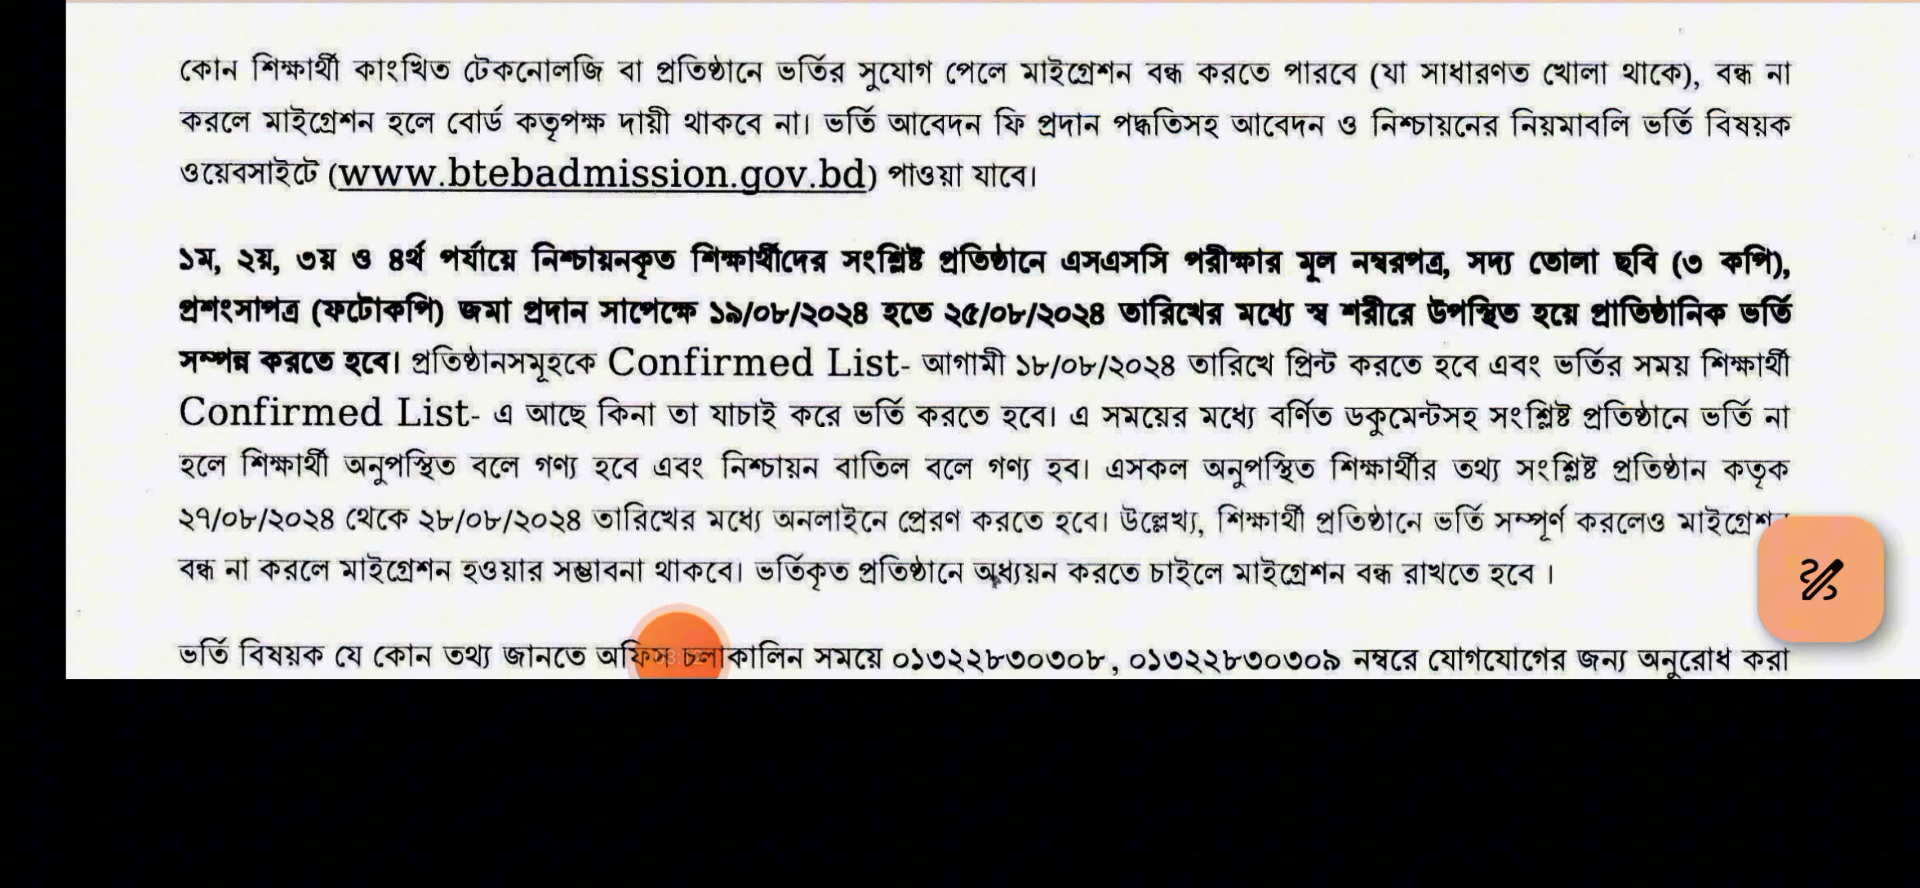 কোন শিক্ষার্থী কাংখিত টেকনোলজি বা প্রতিষ্ঠানে ভর্তির সুযোগ পেলে মাইগ্রেশন বন্ধ করতে পারবে (যা সাধারণত খোলা থাকে), বন্ধ না
করলে মাইগ্রেশন হলে বোর্ড কতৃপক্ষ দায়ী থাকবে না। ভর্তি আবেদন ফি প্রদান পদ্ধতিসহ আবেদন ও নিশ্চায়নের নিয়মাবলি ভর্তি বিষয়ক
ওয়েবসাইটে (www.btebadmission.gov.bd) পাওয়া যাবে।
১ম, ২য়, ৩য় ও ৪র্থ পর্যায়ে নিশ্চায়নকৃত শিক্ষার্থীদের সংশ্লিষ্ট প্রতিষ্ঠানে এসএসসি পরীক্ষার মূল নম্বরপত্র, সদ্য তোলা ছবি (৩ কপি),
প্রশংসাপত্র (ফটোকপি) জমা প্রদান সাপেক্ষে ১৯/০৮/২০২৪ হতে ২৫/০৮/২০২৪ তারিখের মধ্যে স্ব শরীরে উপস্থিত হয়ে প্রাতিষ্ঠানিক ভর্তি
সম্পন্ন করতে হবে। প্রতিষ্ঠানসমূহকে Confirmed List- আগামী ১৮/০৮/২০২৪ তারিখে প্রিন্ট করতে হবে এবং ভর্তির সময় শিক্ষার্থী
Confirmed List- এ আছে কিনা তা যাচাই করে ভর্তি করতে হবে। এ সময়ের মধ্যে বর্ণিত ডকুমেন্টসহ সংশ্লিষ্ট প্রতিষ্ঠানে ভর্তি না
হলে শিক্ষার্থী অনুপস্থিত বলে গণ্য হবে এবং নিশ্চায়ন বাতিল বলে গণ্য হব। এসকল অনুপস্থিত শিক্ষার্থীর তথ্য সংশ্লিষ্ট প্রতিষ্ঠান কতৃক
২৭/০৮/২০২৪ থেকে ২৮/০৮/২০২৪ তারিখের মধ্যে অনলাইনে প্রেরণ করতে হবে। উল্লেখ্য, শিক্ষার্থী প্রতিষ্ঠানে ভর্তি সম্পূর্ণ করলেও
বন্ধ না করলে মাইগ্রেশন হওয়ার সম্ভাবনা থাকবে। ভর্তিকৃত প্রতিষ্ঠানে অধ্যয়ন করতে চাইলে মাইগ্রেশন বন্ধ রাখতে হবে ।
ভর্তি বিষয়ক যে কোন তথ্য জানতে অফিস চলাকালিন সময়ে ০১৩২২৮৩০৩০৮, ০১৩২২৮৩০৩০৯ নম্বরে যোগযোগের জন্য অনুরোধ করা